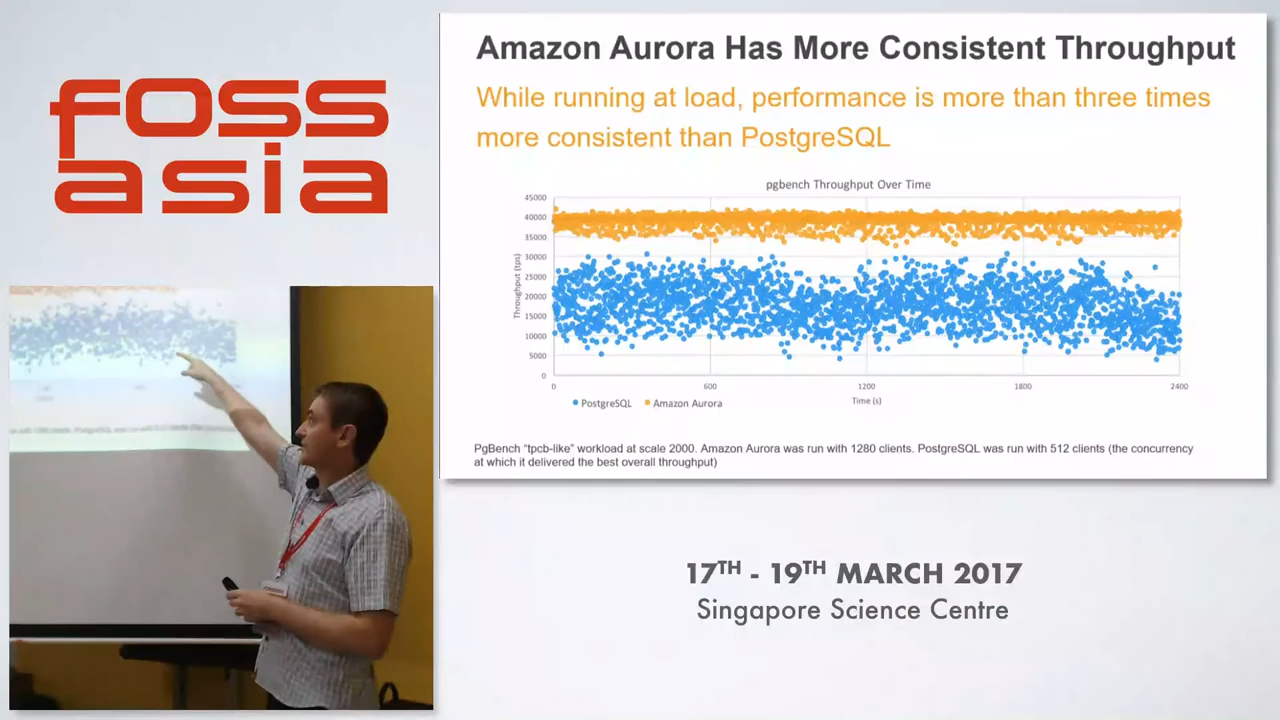 foss
asia
Amazon Aurora Has More Consistent Throughput
While running at load, performance is more than three times
more consistent than PostgreSQL
pgbench Throughput Over Time
45000
40000
35000
30000
25000
20000
15000
10000
5000
0
Throughput (tps)
0 600 1200 1800 2400
Time (s)
PostgreSQL Amazon Aurora
PgBench “tpcb-like” workload at scale 2000. Amazon Aurora was run with 1280 clients. PostgreSQL was run with 512 clients (the concurrency
at which it delivered the best overall throughput)
17TH - 19TH MARCH 2017
Singapore Science Centre